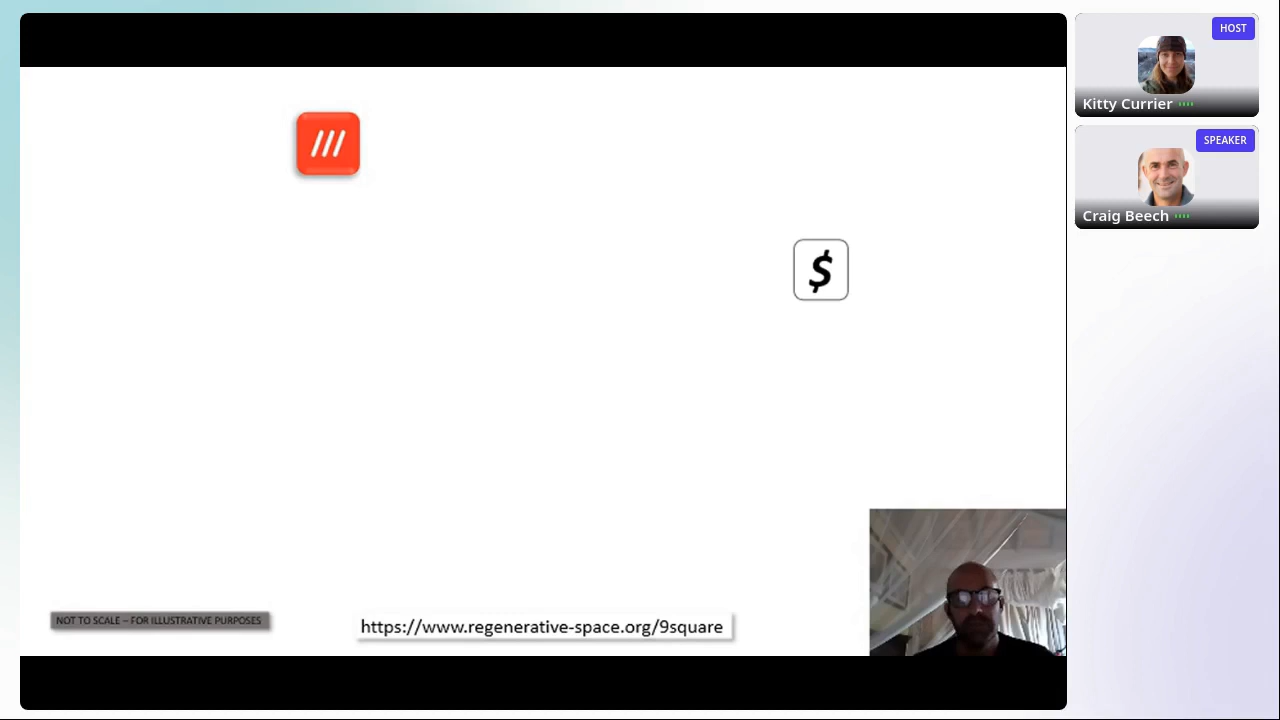 HOST
Kitty Currier
SPEAKER
Craig Beech
///
$
NOT TO SCALE – FOR ILLUSTRATIVE PURPOSES
https://www.regenerative-space.org/9square